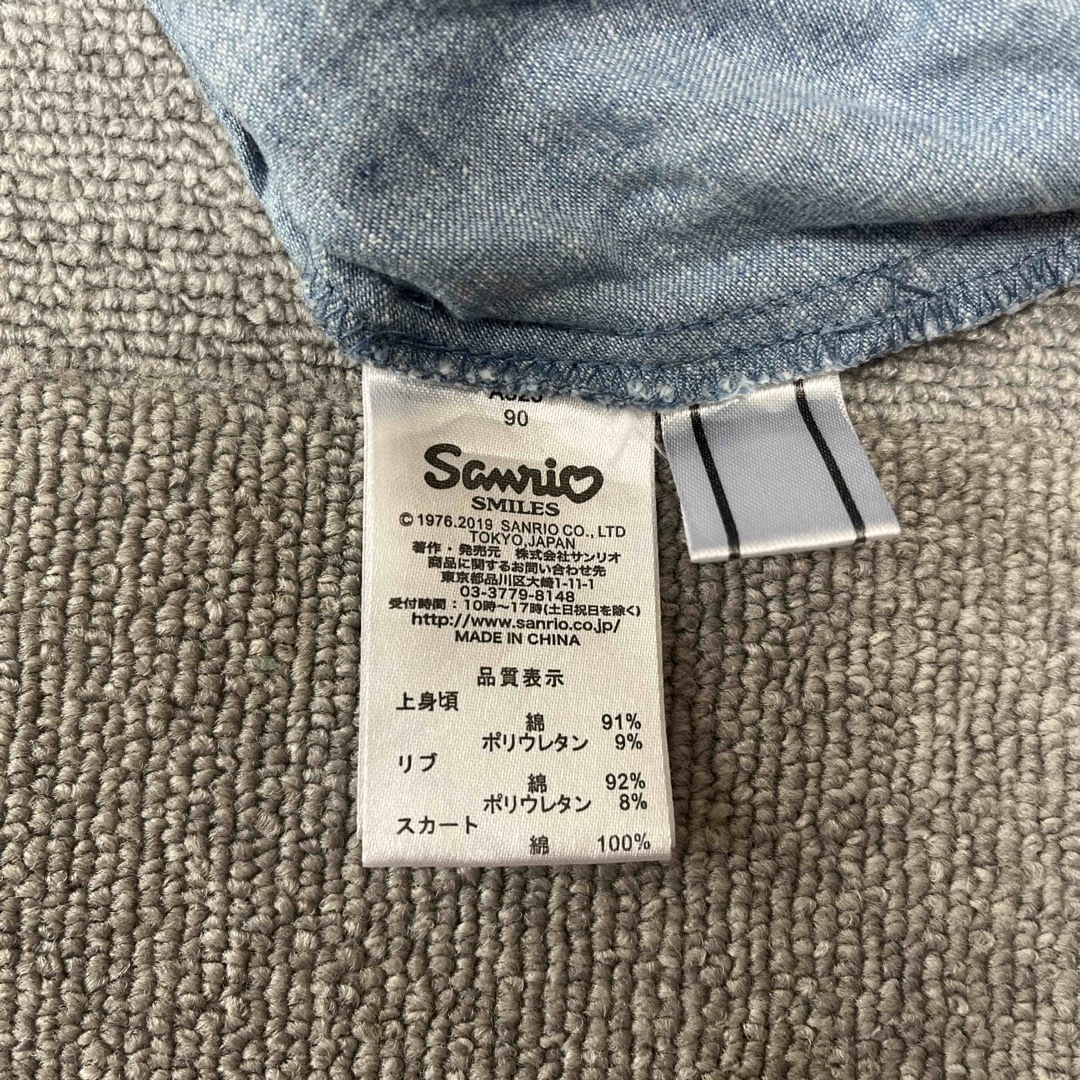 90
Sanrio
SMILES
© 1976.2019 SANRIO CO., LTD
TOKYO,JAPAN
著作・発売元 株式会社サンリオ
商品に関するお問い合わせ先
東京都品川区大崎1-11-1
03-3779-8148
受付時間：10時～17時(土日祝日を除く)
http://www.sanrio.co.jp/
MADE IN CHINA
品質表示
上身頃
綿 91%
ポリウレタン 9%
リブ
綿 92%
ポリウレタン 8%
スカート
綿 100%